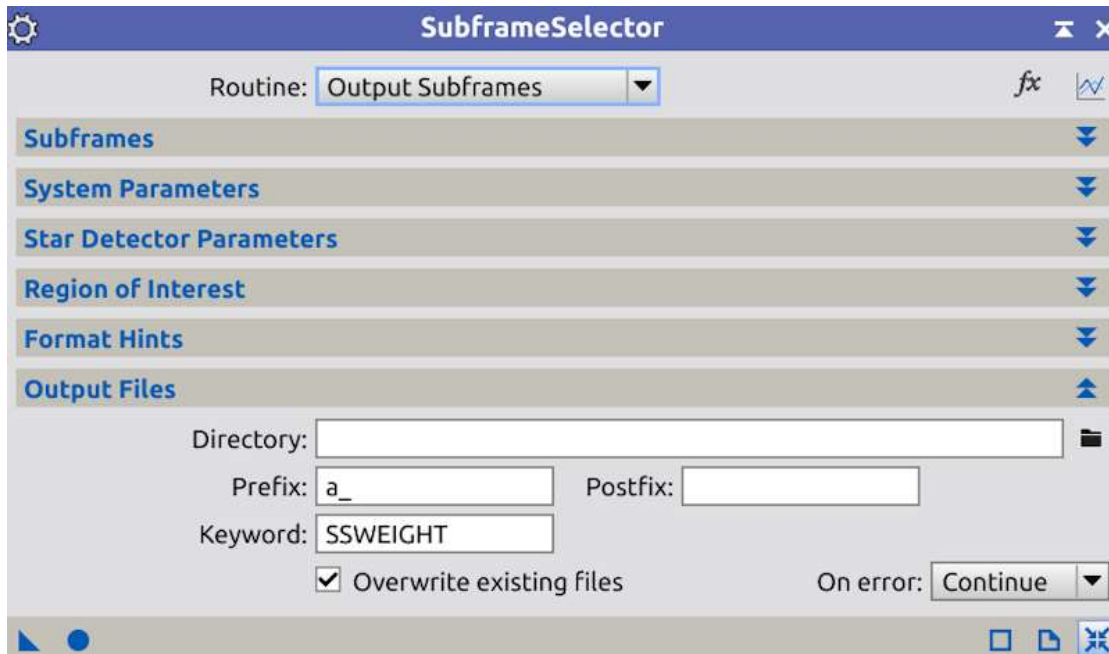 SubframeSelector
Routine: Output Subframes fx
Subframes
System Parameters
Star Detector Parameters
Region of Interest
Format Hints
Output Files
Directory:
Prefix: a_ Postfix:
Keyword: SSWEIGHT
Overwrite existing files On error: Continue